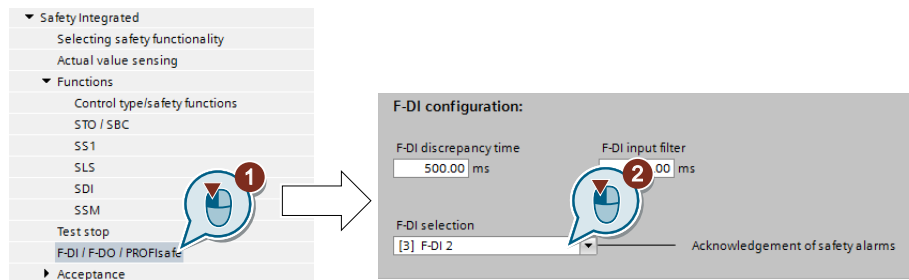 Safety Integrated
Selecting safety functionality
Actual value sensing
Functions
Control type/safety functions
STO / SBC
SS1
SLS
SDI
SSM
Test stop
F-DI / F-DO / PROFIsafe
Acceptance
1
F-DI configuration:
F-DI discrepancy time F-DI input filter
500.00 ms .00 ms
2
F-DI selection
[3] F-DI 2 Acknowledgement of safety alarms